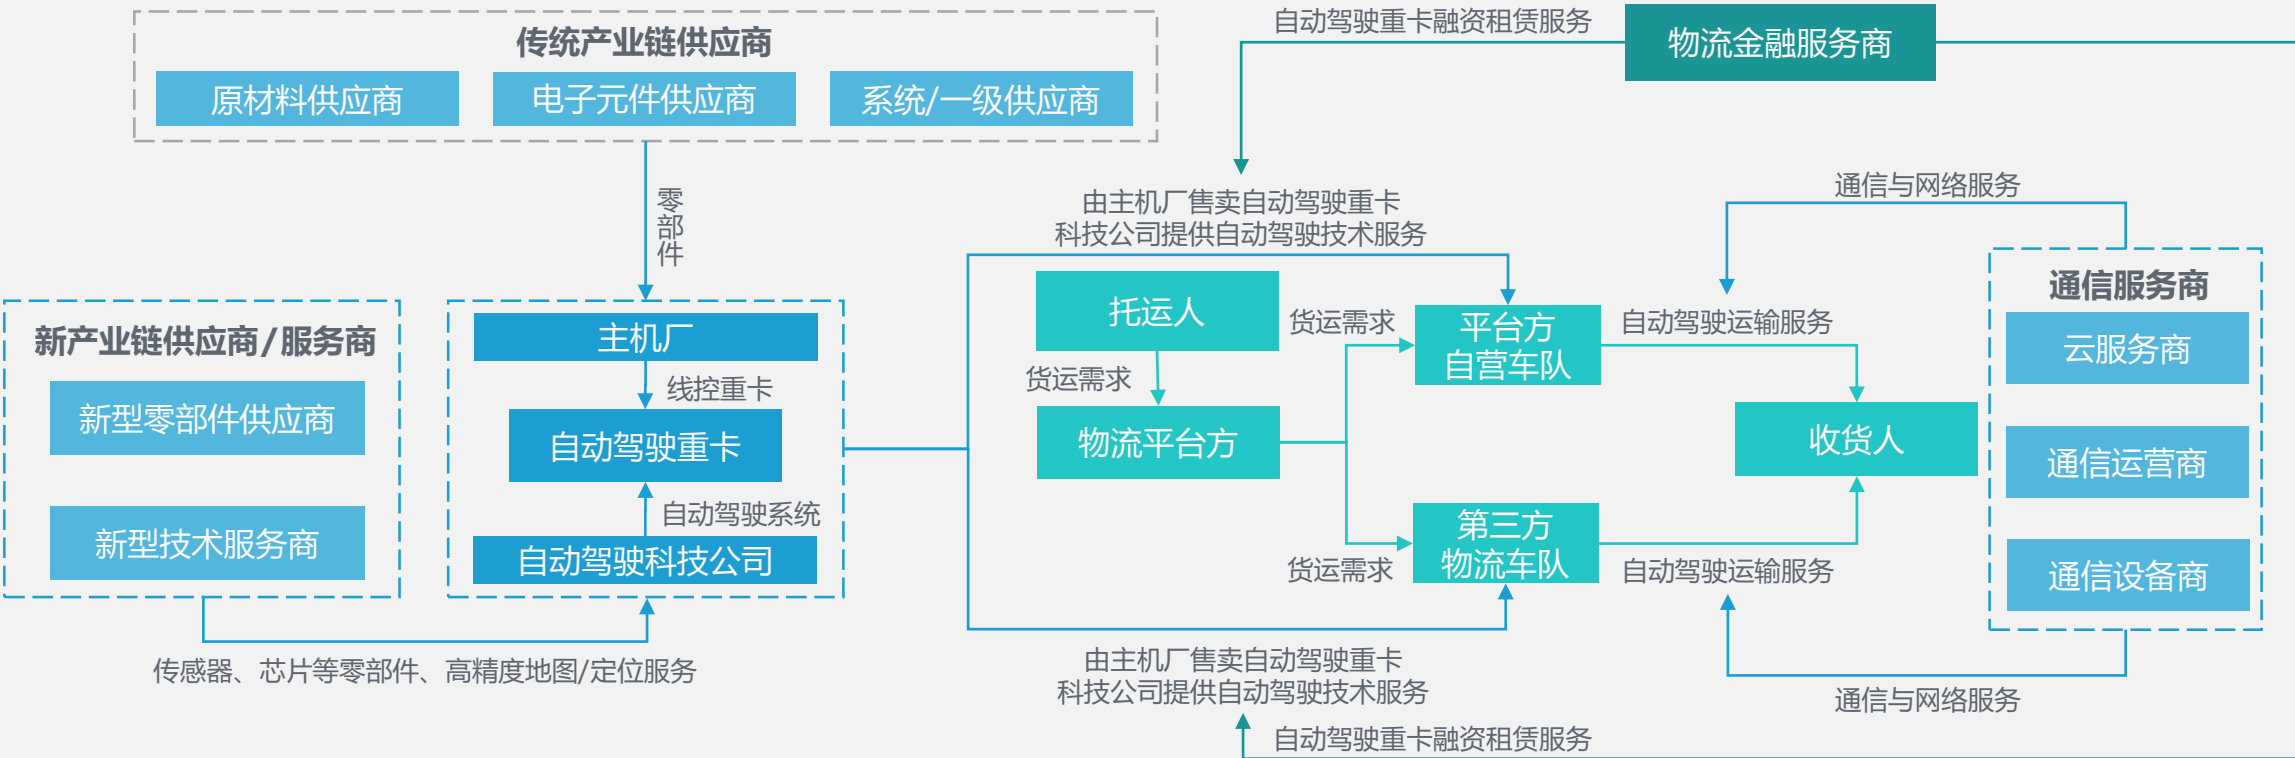 传统产业链供应商
原材料供应商
电子元件供应商
系统/一级供应商
零部件
新产业链供应商/服务商
新型零部件供应商
新型技术服务商
传感器、芯片等零部件、高精度地图/定位服务
主机厂
线控重卡
自动驾驶重卡
自动驾驶系统
自动驾驶科技公司
自动驾驶重卡融资租赁服务
物流金融服务商
由主机厂售卖自动驾驶重卡
科技公司提供自动驾驶技术服务
托运人
货运需求
物流平台方
货运需求
平台方
自营车队
自动驾驶运输服务
货运需求
第三方
物流车队
自动驾驶运输服务
收货人
由主机厂售卖自动驾驶重卡
科技公司提供自动驾驶技术服务
自动驾驶重卡融资租赁服务
通信与网络服务
通信服务商
云服务商
通信运营商
通信设备商
通信与网络服务